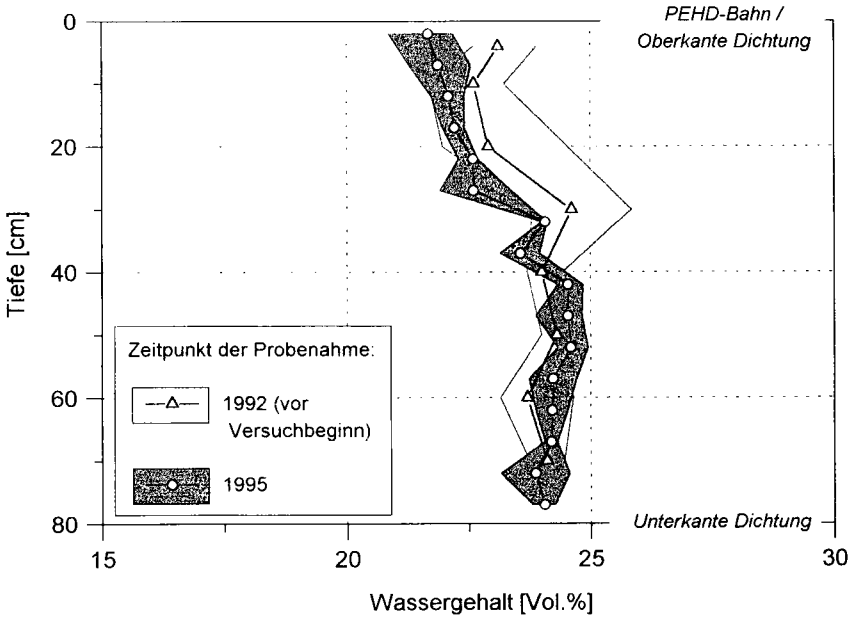 PEHD-Bahn /
Oberkante Dichtung
0
20
40
60
80
Tiefe [cm]
Zeitpunkt der Probenahme:
1992 (vor
Versuchbeginn)
1995
Unterkante Dichtung
15
20
25
30
Wassergehalt [Vol.%]